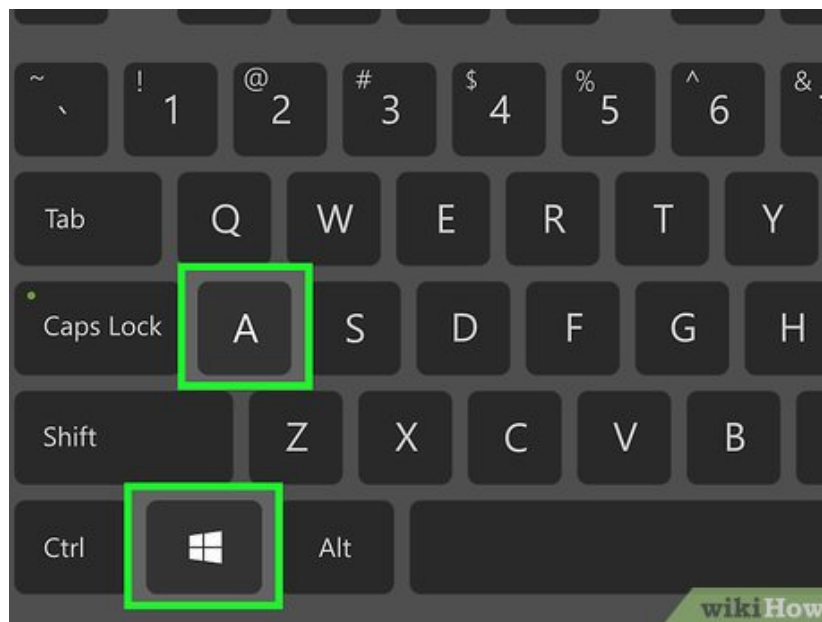 ~ ! @ # $ % ^ &
` 1 2 3 4 5 6
Tab Q W E R T Y
Caps Lock A S D F G H
Shift Z X C V B
Ctrl Alt
wikiHow